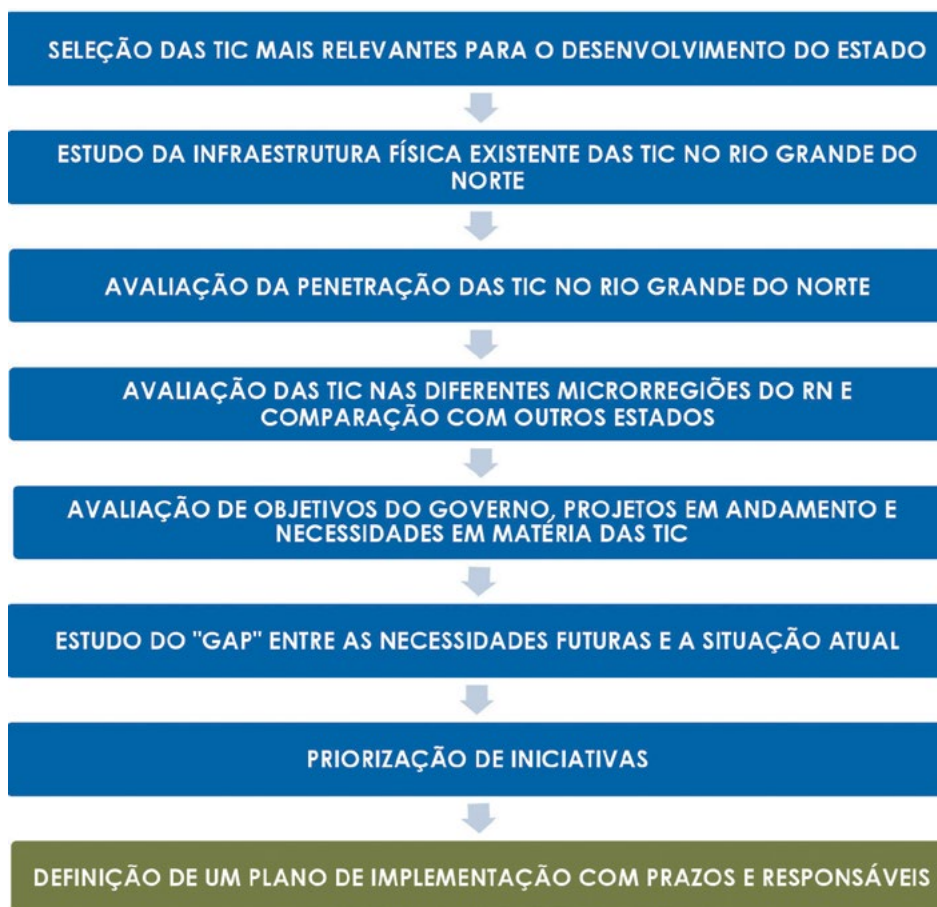 SELEÇÃO DAS TIC MAIS RELEVANTES PARA O DESENVOLVIMENTO DO ESTADO
ESTUDO DA INFRAESTRUTURA FÍSICA EXISTENTE DAS TIC NO RIO GRANDE DO
NORTE
AVALIAÇÃO DA PENETRAÇÃO DAS TIC NO RIO GRANDE DO NORTE
AVALIAÇÃO DAS TIC NAS DIFERENTES MICRORREGIÕES DO RN E
COMPARAÇÃO COM OUTROS ESTADOS
AVALIAÇÃO DE OBJETIVOS DO GOVERNO, PROJETOS EM ANDAMENTO E
NECESSIDADES EM MATÉRIA DAS TIC
ESTUDO DO "GAP" ENTRE AS NECESSIDADES FUTURAS E A SITUAÇÃO ATUAL
PRIORIZAÇÃO DE INICIATIVAS
DEFINIÇÃO DE UM PLANO DE IMPLEMENTAÇÃO COM PRAZOS E RESPONSÁVEIS